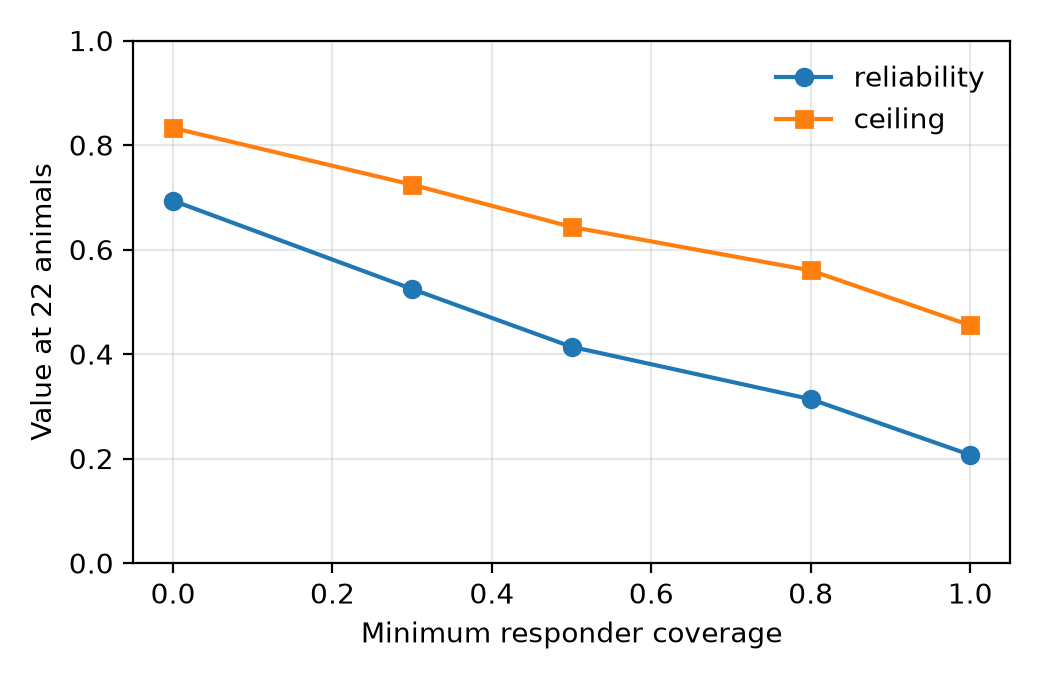 1.0
0.8
0.6
0.4
0.2
0.0
Value at 22 animals
reliability
ceiling
0.0 0.2 0.4 0.6 0.8 1.0
Minimum responder coverage